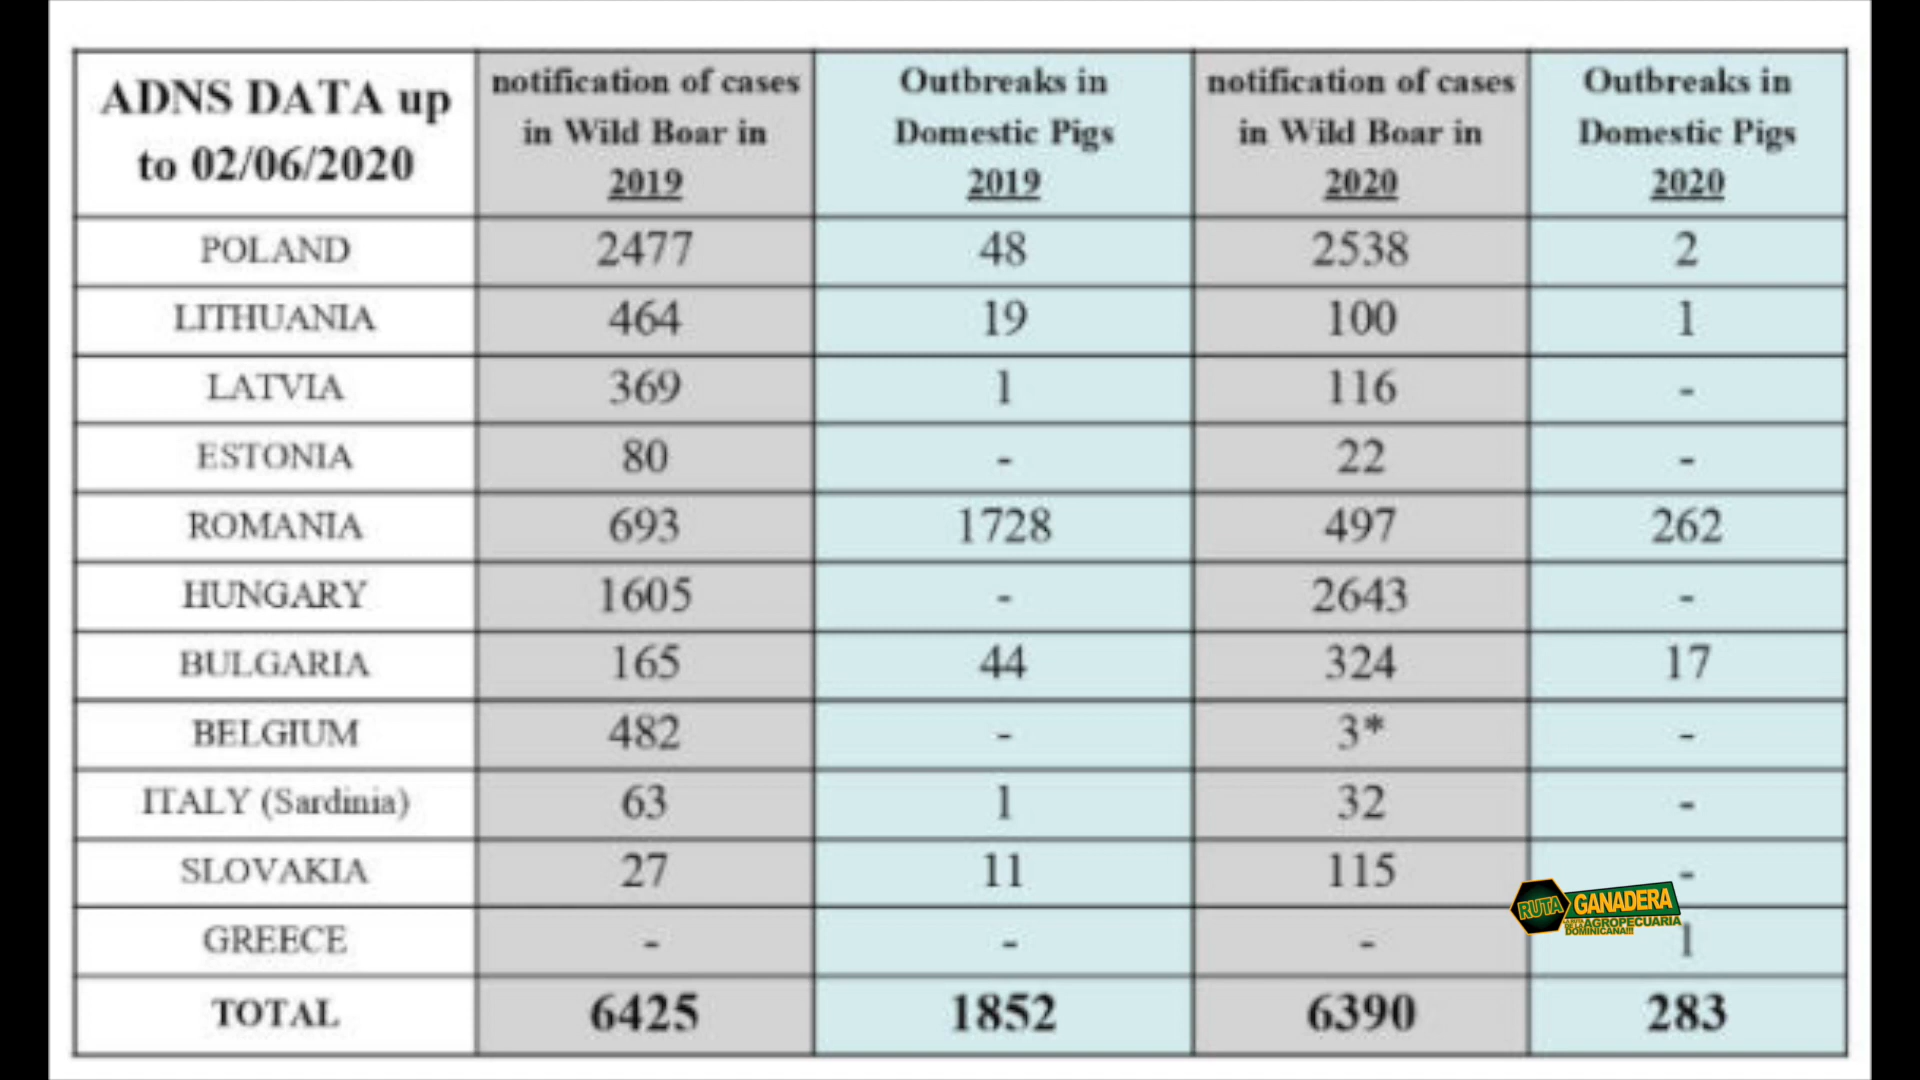 ADNS DATA up to 02/06/2020 | notification of cases in Wild Boar in 2019 | Outbreaks in Domestic Pigs 2019 | notification of cases in Wild Boar in 2020 | Outbreaks in Domestic Pigs 2020
POLAND 2477 48 2538 2
LITHUANIA 464 19 100 1
LATVIA 369 1 116 -
ESTONIA 80 - 22 -
ROMANIA 693 1728 497 262
HUNGARY 1605 - 2643 -
BULGARIA 165 44 324 17
BELGIUM 482 - 3* -
ITALY (Sardinia) 63 1 32 -
SLOVAKIA 27 11 115 -
GREECE - - - 1
TOTAL 6425 1852 6390 283
RUTA GANADERA
AGROPECUARIA
DOMINICANA!!!